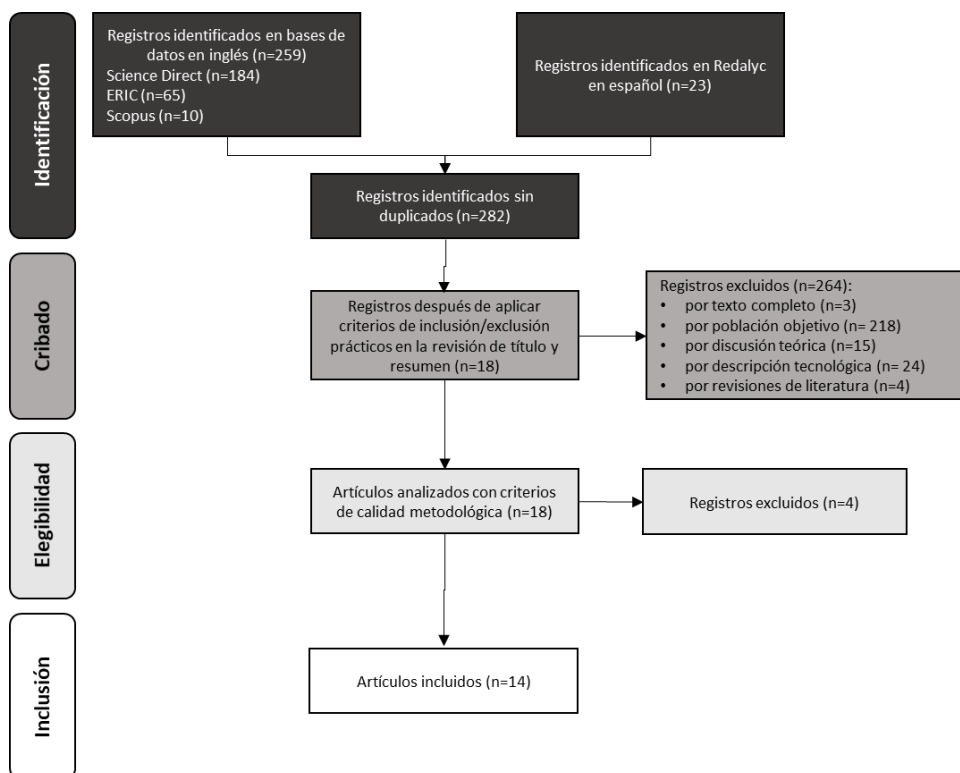 Identificación
Registros identificados en bases de
datos en inglés (n=259)
Science Direct (n=184)
ERIC (n=65)
Scopus (n=10)
Registros identificados en Redalyc
en español (n=23)
Registros identificados sin
duplicados (n=282)
Cribado
Registros después de aplicar
criterios de inclusión/exclusión
prácticos en la revisión de título y
resumen (n=18)
Registros excluidos (n=264):
• por texto completo (n=3)
• por población objetivo (n= 218)
• por discusión teórica (n=15)
• por descripción tecnológica (n= 24)
• por revisiones de literatura (n=4)
Elegibilidad
Artículos analizados con criterios
de calidad metodológica (n=18)
Registros excluidos (n=4)
Inclusión
Artículos incluidos (n=14)